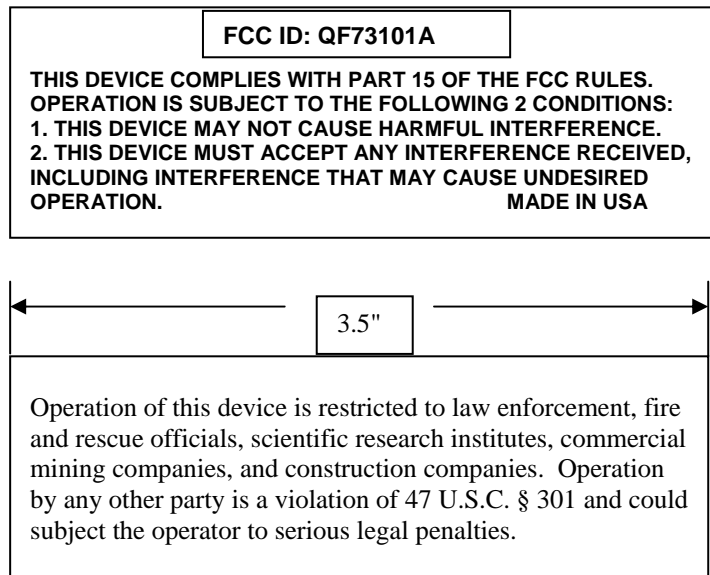 FCC ID: QF73101A
THIS DEVICE COMPLIES WITH PART 15 OF THE FCC RULES.
OPERATION IS SUBJECT TO THE FOLLOWING 2 CONDITIONS:
1. THIS DEVICE MAY NOT CAUSE HARMFUL INTERFERENCE.
2. THIS DEVICE MUST ACCEPT ANY INTERFERENCE RECEIVED,
INCLUDING INTERFERENCE THAT MAY CAUSE UNDESIRED
OPERATION. MADE IN USA
3.5"
Operation of this device is restricted to law enforcement, fire
and rescue officials, scientific research institutes, commercial
mining companies, and construction companies.  Operation
by any other party is a violation of 47 U.S.C. § 301 and could
subject the operator to serious legal penalties.